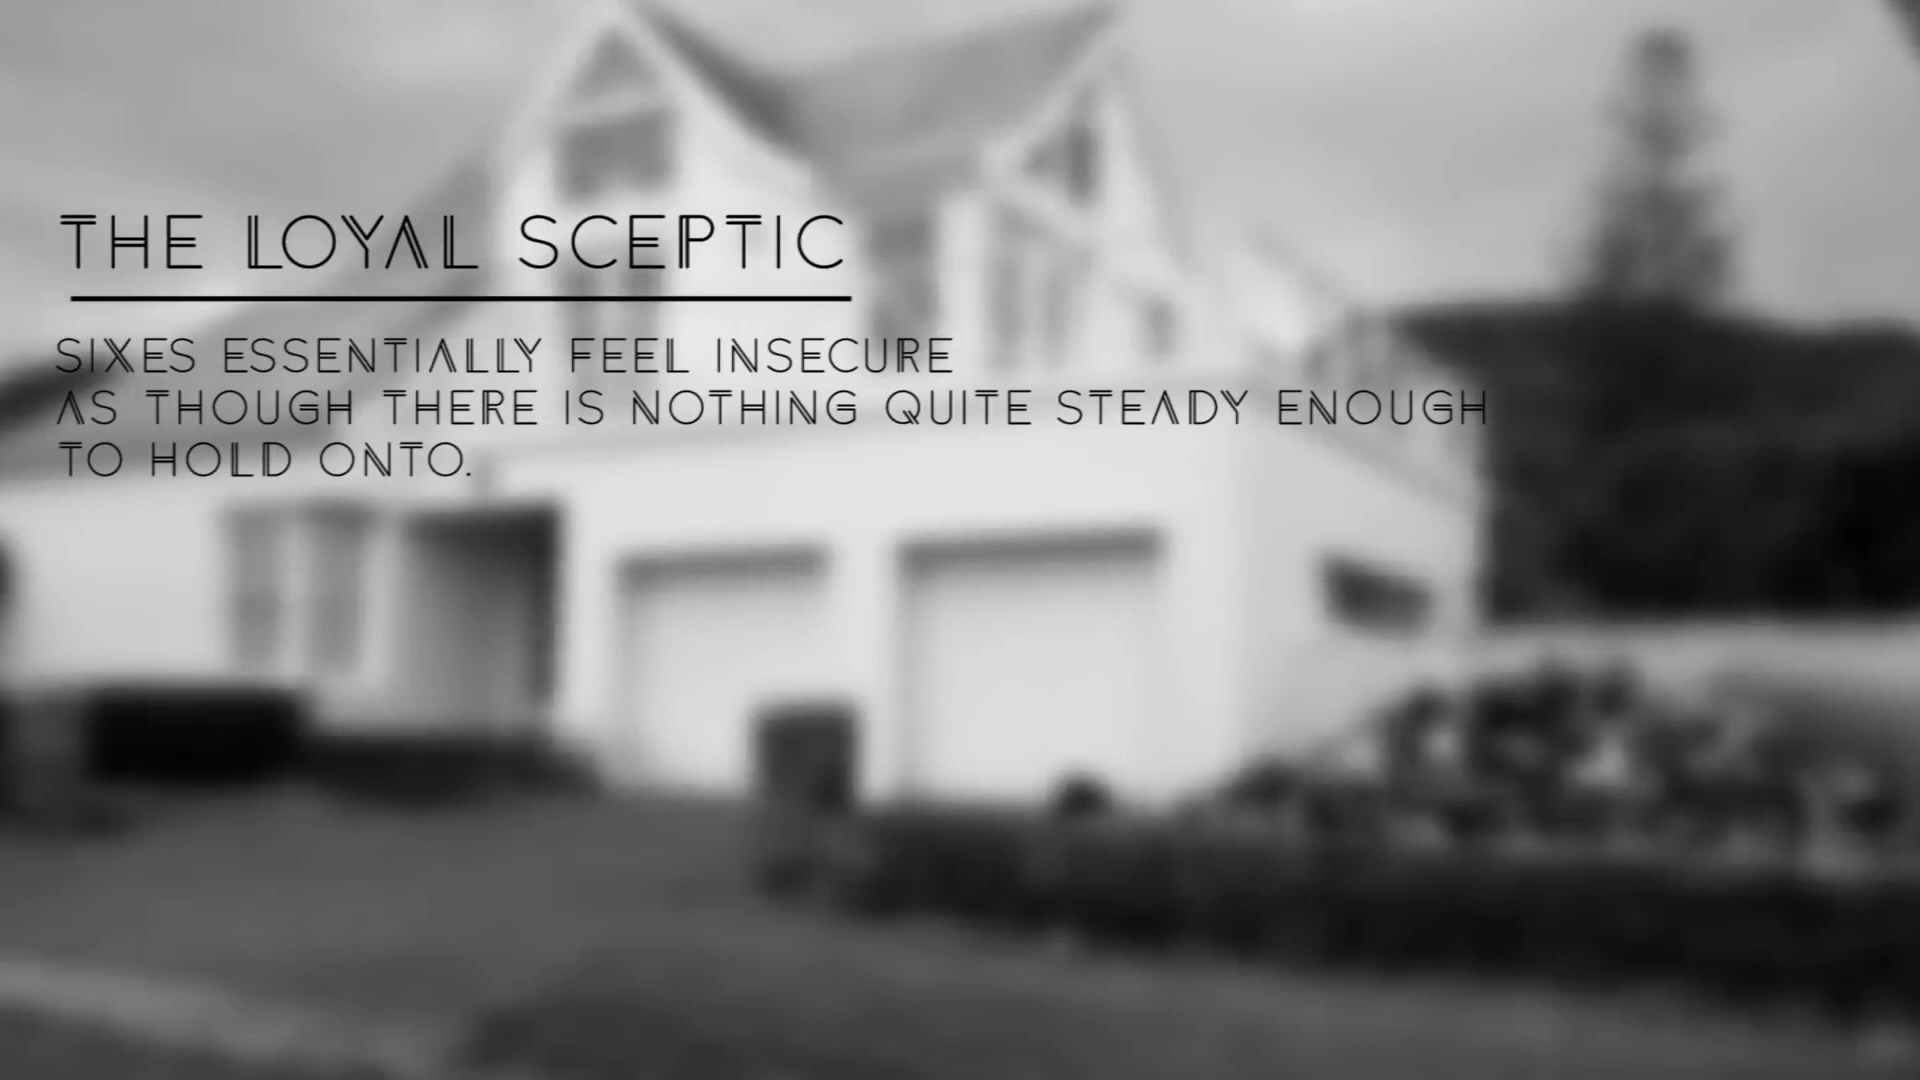 THE LOYAL SCEPTIC
SIXES ESSENTIALLY FEEL INSECURE
AS THOUGH THERE IS NOTHING QUITE STEADY ENOUGH
TO HOLD ONTO.